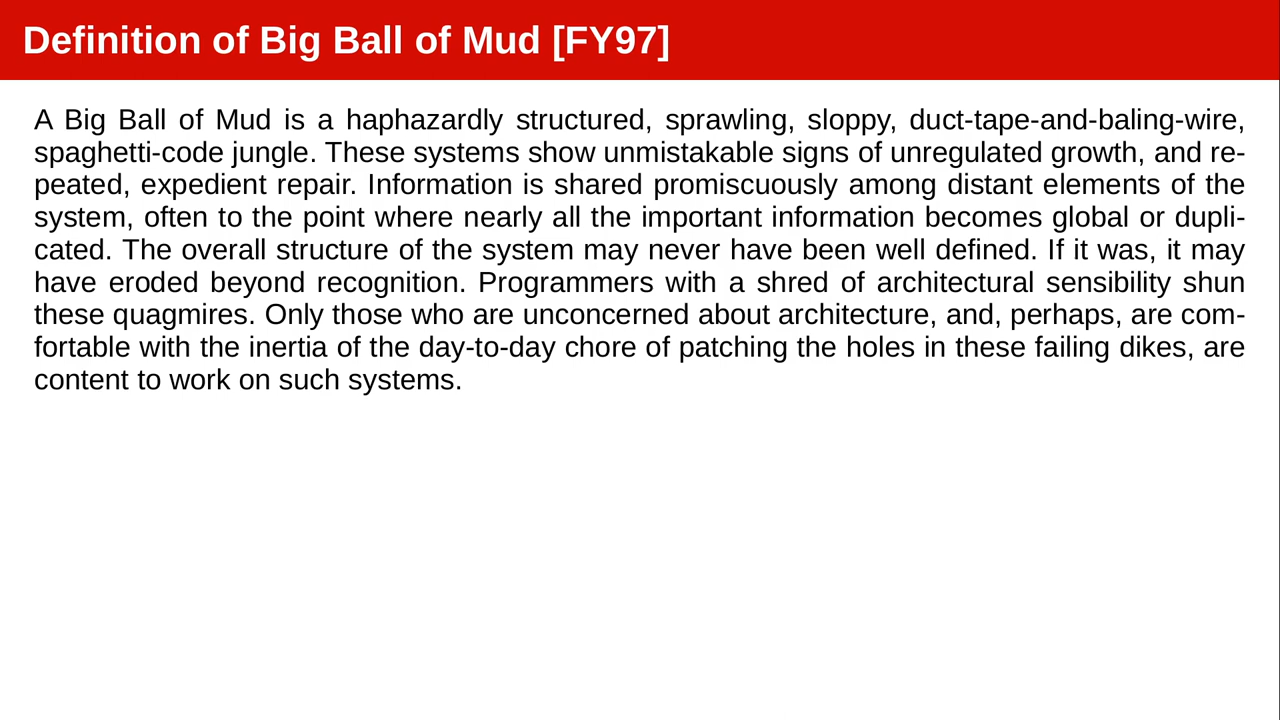 Definition of Big Ball of Mud [FY97]
A Big Ball of Mud is a haphazardly structured, sprawling, sloppy, duct-tape-and-baling-wire,
spaghetti-code jungle. These systems show unmistakable signs of unregulated growth, and re-
peated, expedient repair. Information is shared promiscuously among distant elements of the
system, often to the point where nearly all the important information becomes global or dupli-
cated. The overall structure of the system may never have been well defined. If it was, it may
have eroded beyond recognition. Programmers with a shred of architectural sensibility shun
these quagmires. Only those who are unconcerned about architecture, and, perhaps, are com-
fortable with the inertia of the day-to-day chore of patching the holes in these failing dikes, are
content to work on such systems.